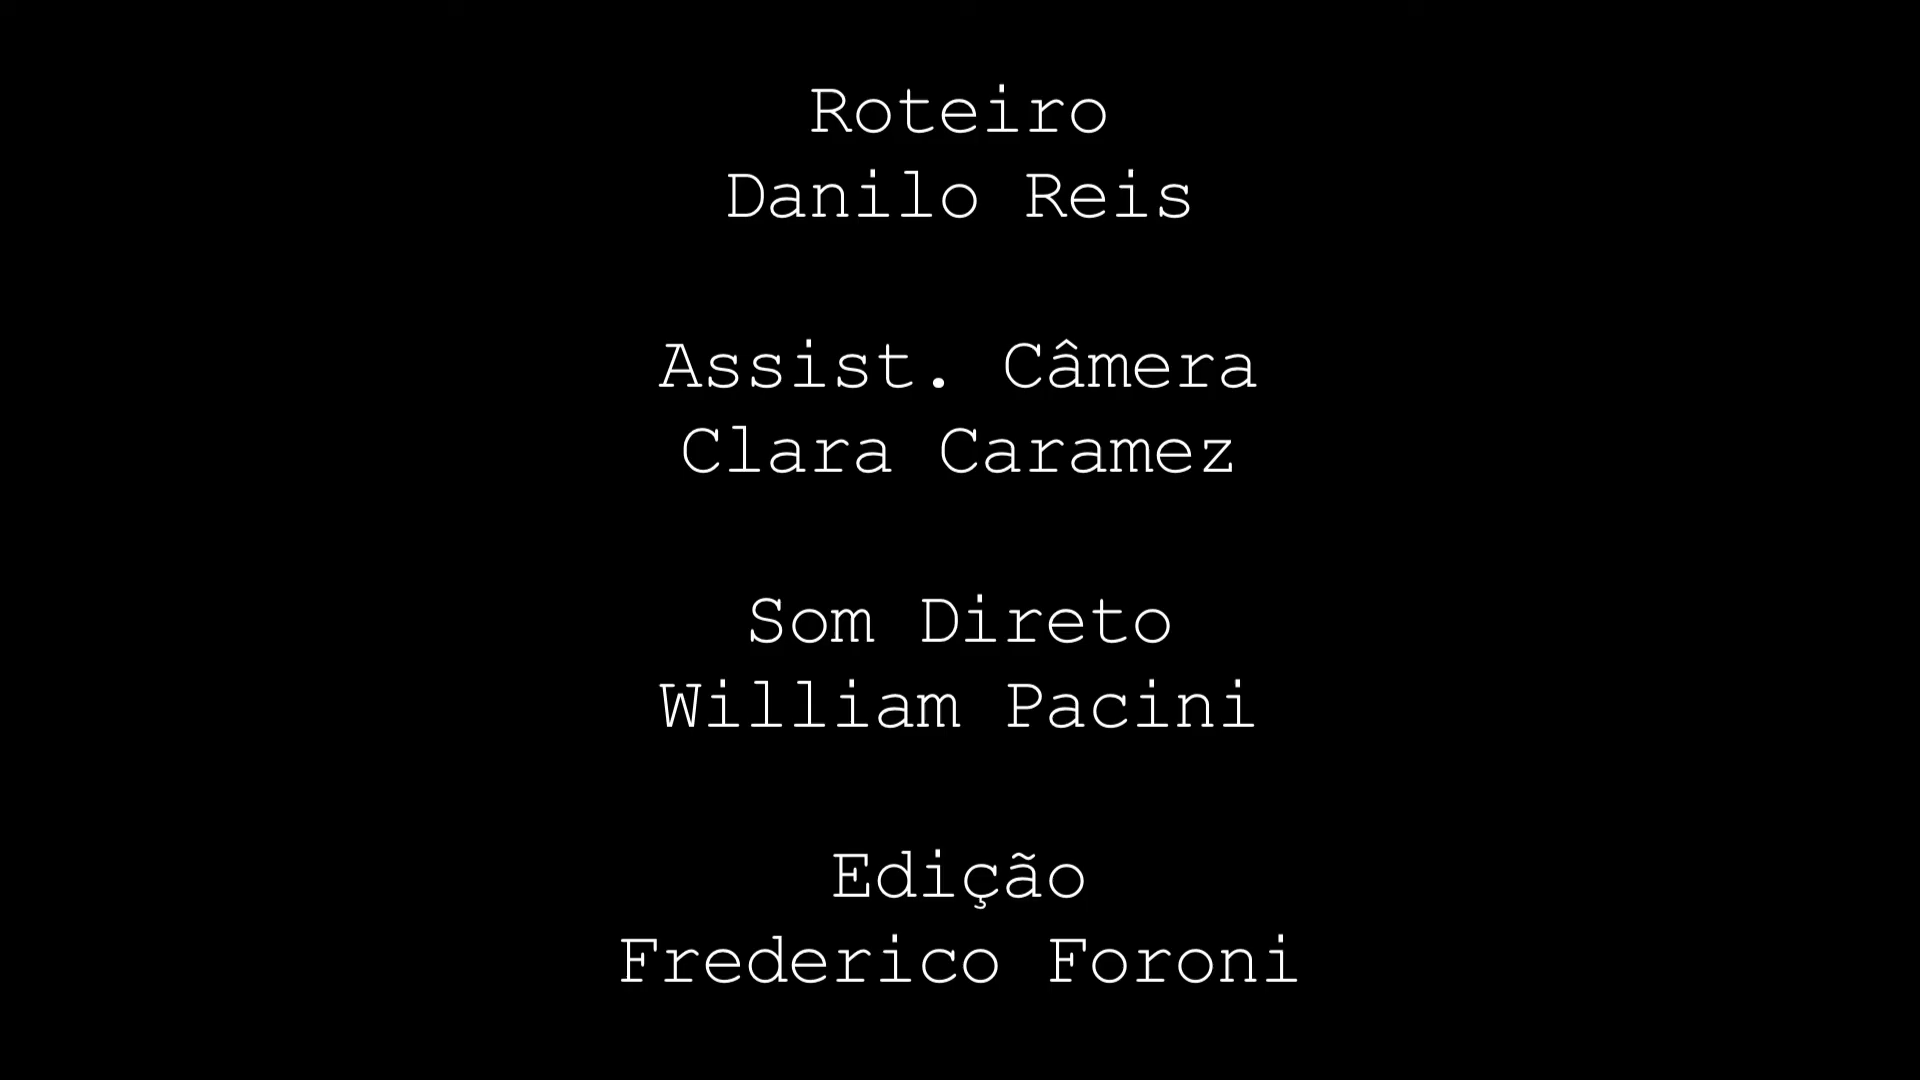 Roteiro
Danilo Reis
Assist. Câmera
Clara Caramez
Som Direto
William Pacini
Edição
Frederico Foroni